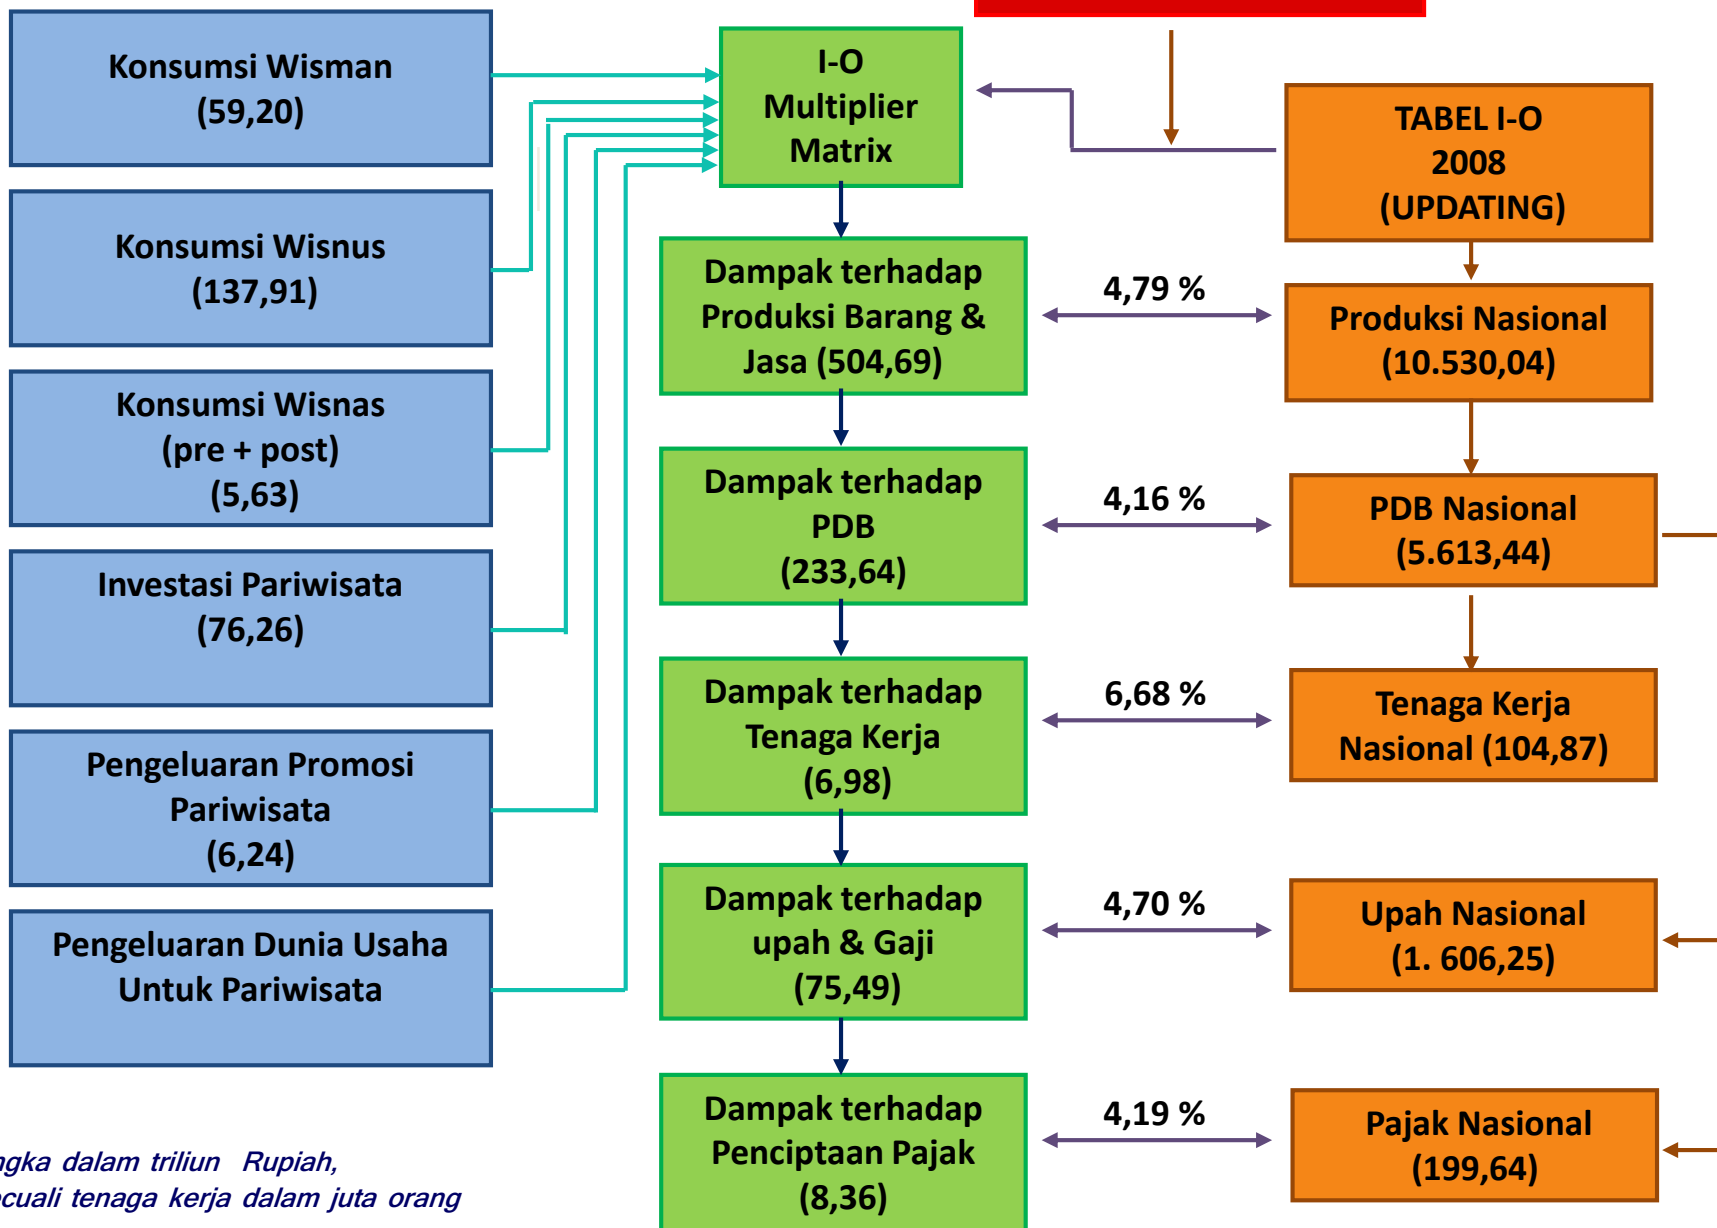 Konsumsi Wisman
(59,20)
Konsumsi Wisnus
(137,91)
Konsumsi Wisnas
(pre + post)
(5,63)
Investasi Pariwisata
(76,26)
Pengeluaran Promosi
Pariwisata
(6,24)
Pengeluaran Dunia Usaha
Untuk Pariwisata
I-O
Multiplier
Matrix
Dampak terhadap
Produksi Barang &
Jasa (504,69)
Dampak terhadap
PDB
(233,64)
Dampak terhadap
Tenaga Kerja
(6,98)
Dampak terhadap
upah & Gaji
(75,49)
Dampak terhadap
Penciptaan Pajak
(8,36)
4,79 %
4,16 %
6,68 %
4,70 %
4,19 %
TABEL I-O
2008
(UPDATING)
Produksi Nasional
(10.530,04)
PDB Nasional
(5.613,44)
Tenaga Kerja
Nasional (104,87)
Upah Nasional
(1. 606,25)
Pajak Nasional
(199,64)
dalam triliun Rupiah,
tenaga kerja dalam juta orang